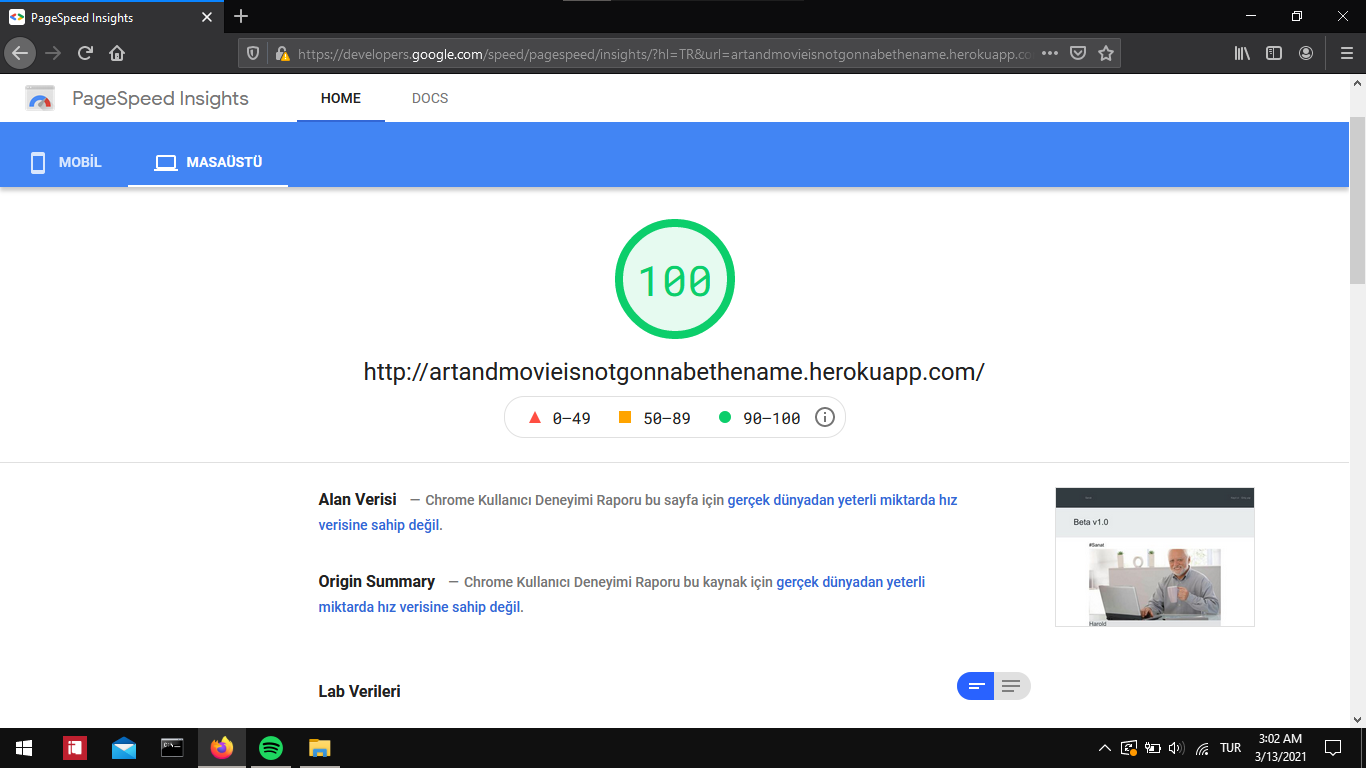 PageSpeed Insights
https://developers.google.com/speed/pagespeed/insights/?hl=TR&url=artandmovieisnotgonnabethename.herokuapp.co
PageSpeed Insights
HOME
DOCS
MOBİL
MASAÜSTÜ
100
http://artandmovieisnotgonnabethename.herokuapp.com/
0–49
50–89
90–100
Alan Verisi — Chrome Kullanıcı Deneyimi Raporu bu sayfa için gerçek dünyadan yeterli miktarda hız
verisine sahip değil.
Origin Summary — Chrome Kullanıcı Deneyimi Raporu bu kaynak için gerçek dünyadan yeterli
miktarda hız verisine sahip değil.
Beta v1.0
#Sanat
Harold
Lab Verileri
TUR
3:02 AM
3/13/2021